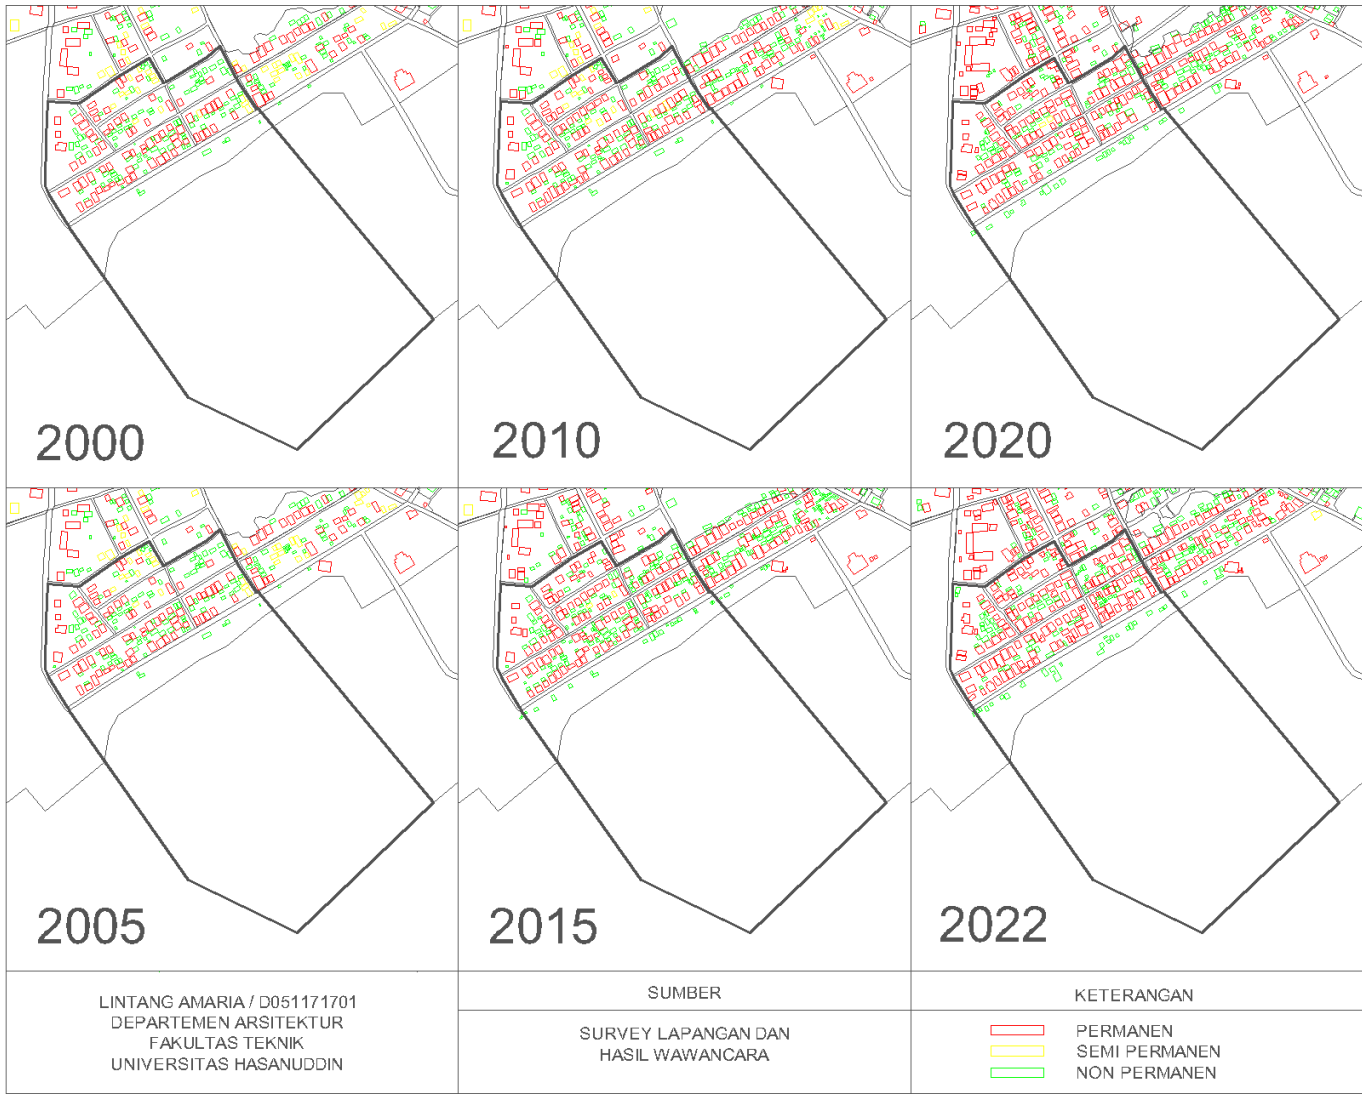 2000
2010
2020
2005
2015
2022
LINTANG AMARIA / D051171701
DEPARTEMEN ARSITEKTUR
FAKULTAS TEKNIK
UNIVERSITAS HASANUDDIN
SUMBER
SURVEY LAPANGAN DAN
HASIL WAWANCARA
KETERANGAN
PERMANEN
SEMI PERMANEN
NON PERMANEN